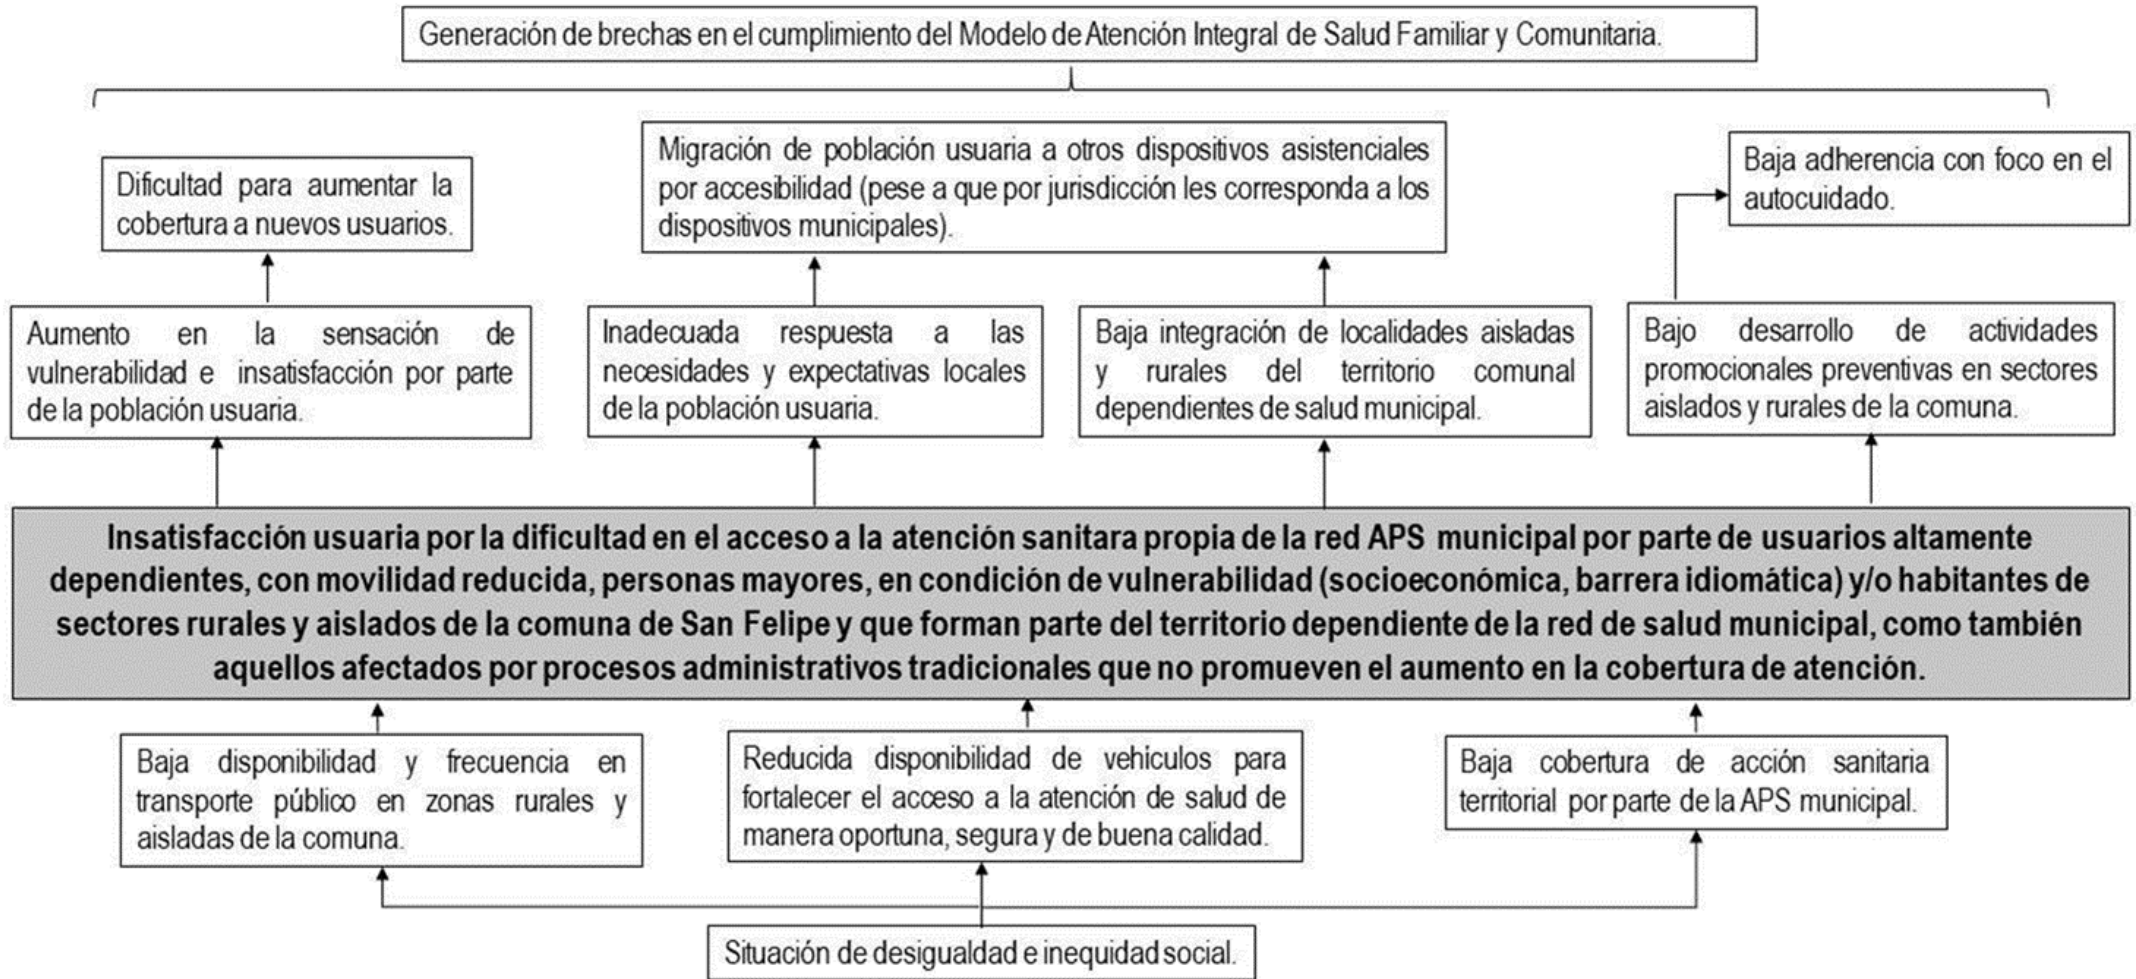 Generación de brechas en el cumplimiento del Modelo de Atención Integral de Salud Familiar y Comunitaria.
Dificultad para aumentar la
cobertura a nuevos usuarios.
Migración de población usuaria a otros dispositivos asistenciales
por accesibilidad (pese a que por jurisdicción les corresponda a los
dispositivos municipales).
Baja adherencia con foco en el
autocuidado.
Aumento en la sensación de
vulnerabilidad e insatisfacción por parte
de la población usuaria.
Inadecuada respuesta a las
necesidades y expectativas locales
de la población usuaria.
Baja integración de localidades aisladas
y rurales del territorio comunal
dependientes de salud municipal.
Bajo desarrollo de actividades
promocionales preventivas en sectores
aislados y rurales de la comuna.
Insatisfacción usuaria por la dificultad en el acceso a la atención sanitara propia de la red APS municipal por parte de usuarios altamente
dependientes, con movilidad reducida, personas mayores, en condición de vulnerabilidad (socioeconómica, barrera idiomática) y/o habitantes de
sectores rurales y aislados de la comuna de San Felipe y que forman parte del territorio dependiente de la red de salud municipal, como también
aquellos afectados por procesos administrativos tradicionales que no promueven el aumento en la cobertura de atención.
Baja disponibilidad y frecuencia en
transporte público en zonas rurales y
aisladas de la comuna.
Reducida disponibilidad de vehículos para
fortalecer el acceso a la atención de salud de
manera oportuna, segura y de buena calidad.
Baja cobertura de acción sanitaria
territorial por parte de la APS municipal.
Situación de desigualdad e inequidad social.